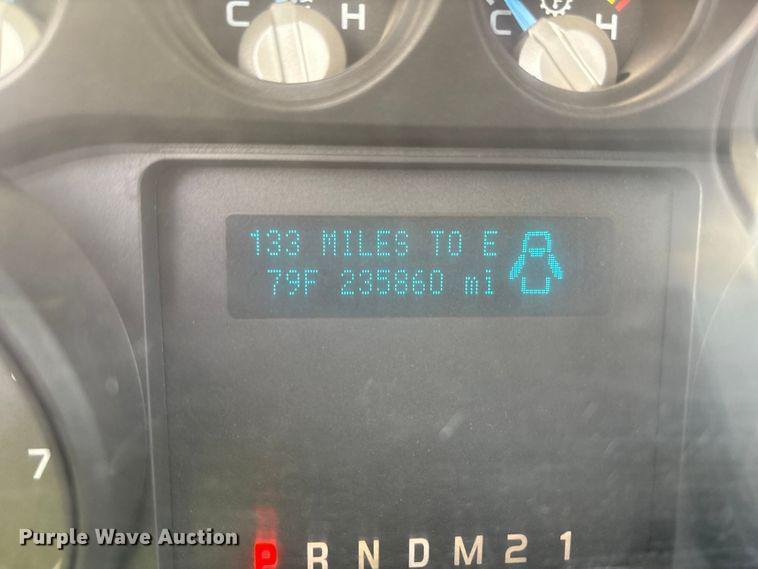 C H C F H
133 MILES TO E
79F 235860 mi
7
P R N D M 2 1
Purple Wave Auction®